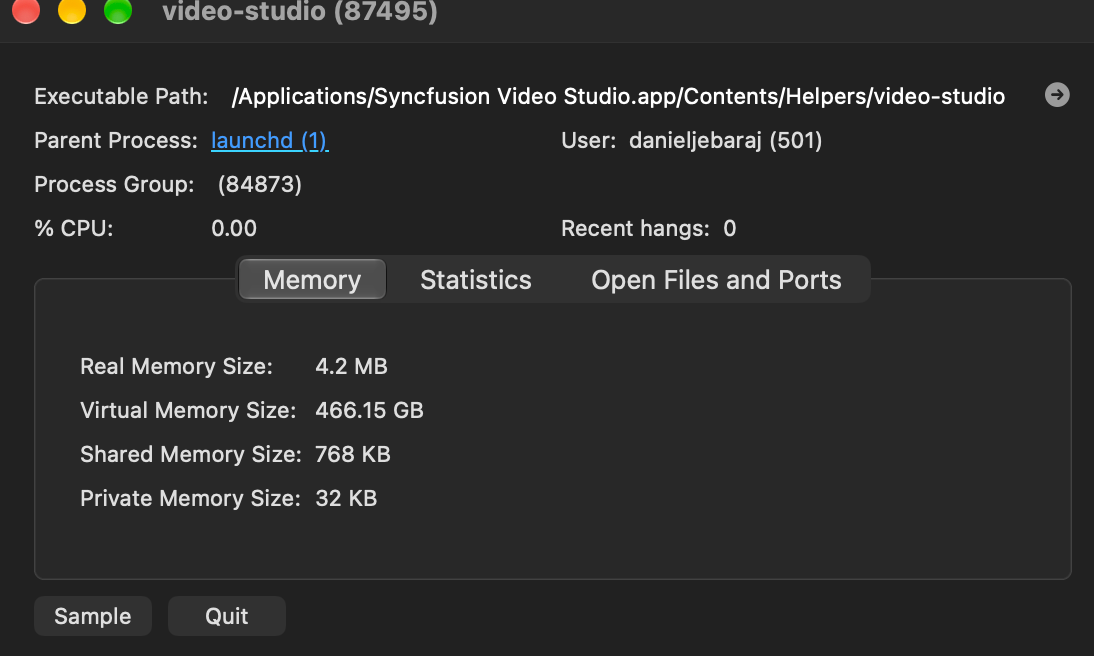 video-studio (87495)
Executable Path: /Applications/Syncfusion Video Studio.app/Contents/Helpers/video-studio
Parent Process: launchd (1) User: danieljebaraj (501)
Process Group: (84873)
% CPU: 0.00 Recent hangs: 0
Memory Statistics Open Files and Ports
Real Memory Size: 4.2 MB
Virtual Memory Size: 466.15 GB
Shared Memory Size: 768 KB
Private Memory Size: 32 KB
Sample Quit